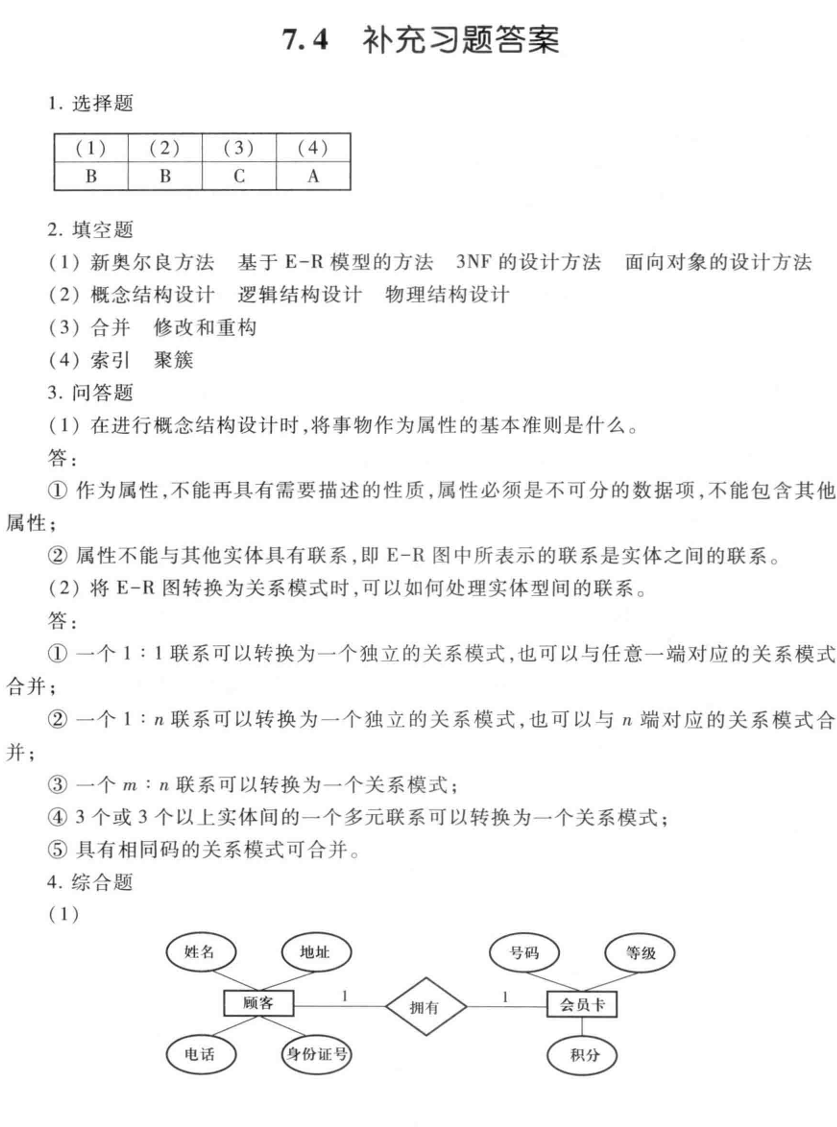 7.4 补充习题答案
1. 选择题
(1) (2) (3) (4)
B B C A
2. 填空题
(1) 新奥尔良方法 基于 E-R 模型的方法 3NF 的设计方法 面向对象的设计方法
(2) 概念结构设计 逻辑结构设计 物理结构设计
(3) 合并 修改和重构
(4) 索引 聚簇
3. 问答题
(1) 在进行概念结构设计时,将事物作为属性的基本准则是什么。
答:
① 作为属性,不能再具有需要描述的性质,属性必须是不可分的数据项,不能包含其他
属性;
② 属性不能与其他实体具有联系,即 E-R 图中所表示的联系是实体之间的联系。
(2) 将 E-R 图转换为关系模式时,可以如何处理实体型间的联系。
答:
① 一个 1:1 联系可以转换为一个独立的关系模式,也可以与任意一端对应的关系模式
合并;
② 一个 1:n 联系可以转换为一个独立的关系模式,也可以与 n 端对应的关系模式合
并;
③ 一个 m:n 联系可以转换为一个关系模式;
④ 3 个或 3 个以上实体间的一个多元联系可以转换为一个关系模式;
⑤ 具有相同码的关系模式可合并。
4. 综合题
(1)
姓名 地址 号码 等级
顾客 1 拥有 1 会员卡
电话 身份证号 积分